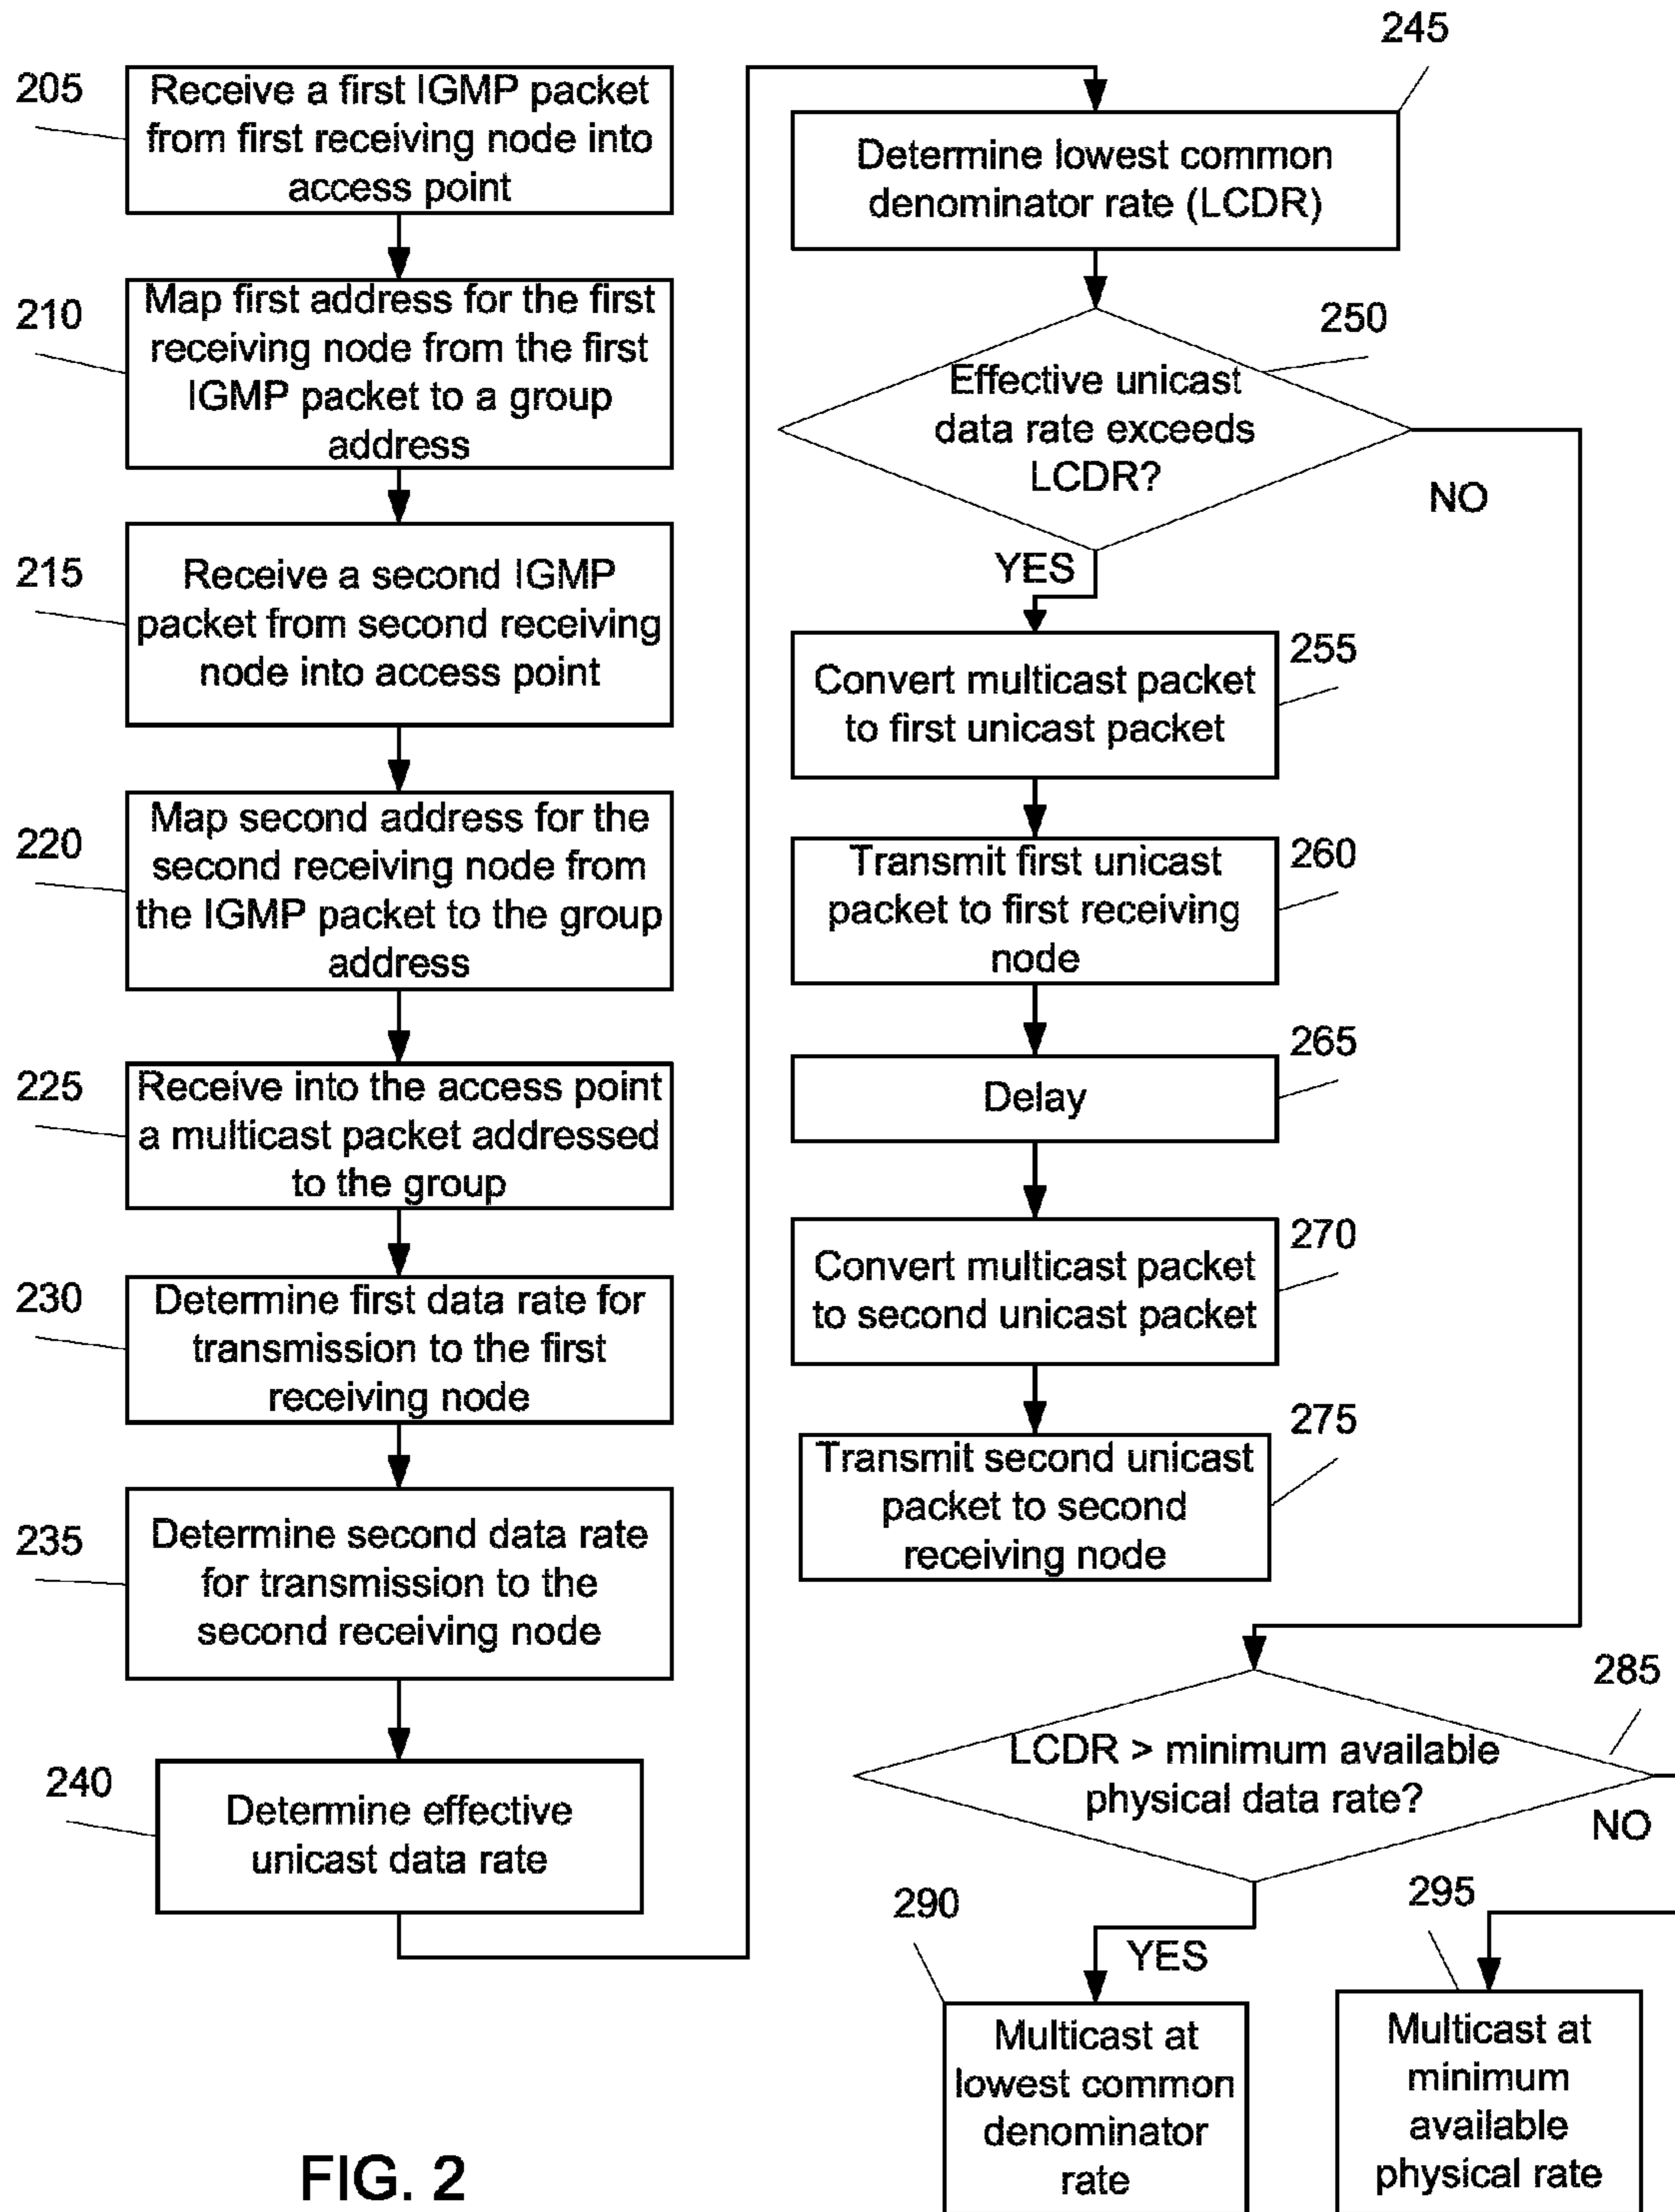 205
Receive a first IGMP packet
from first receiving node into
access point
210
Map first address for the first
receiving node from the first
IGMP packet to a group
address
215
Receive a second IGMP
packet from second receiving
node into access point
220
Map second address for the
second receiving node from
the IGMP packet to the group
address
225
Receive into the access point
a multicast packet addressed
to the group
230
Determine first data rate for
transmission to the first
receiving node
235
Determine second data rate
for transmission to the
second receiving node
240
Determine effective
unicast data rate
245
Determine lowest common
denominator rate (LCDR)
250
Effective unicast
data rate exceeds
LCDR?
NO
YES
255
Convert multicast packet
to first unicast packet
260
Transmit first unicast
packet to first receiving
node
265
Delay
270
Convert multicast packet
to second unicast packet
275
Transmit second unicast
packet to second
receiving node
285
LCDR > minimum available
physical data rate?
NO
YES
290
Multicast at
lowest common
denominator
rate
295
Multicast at
minimum
available
physical rate
FIG. 2